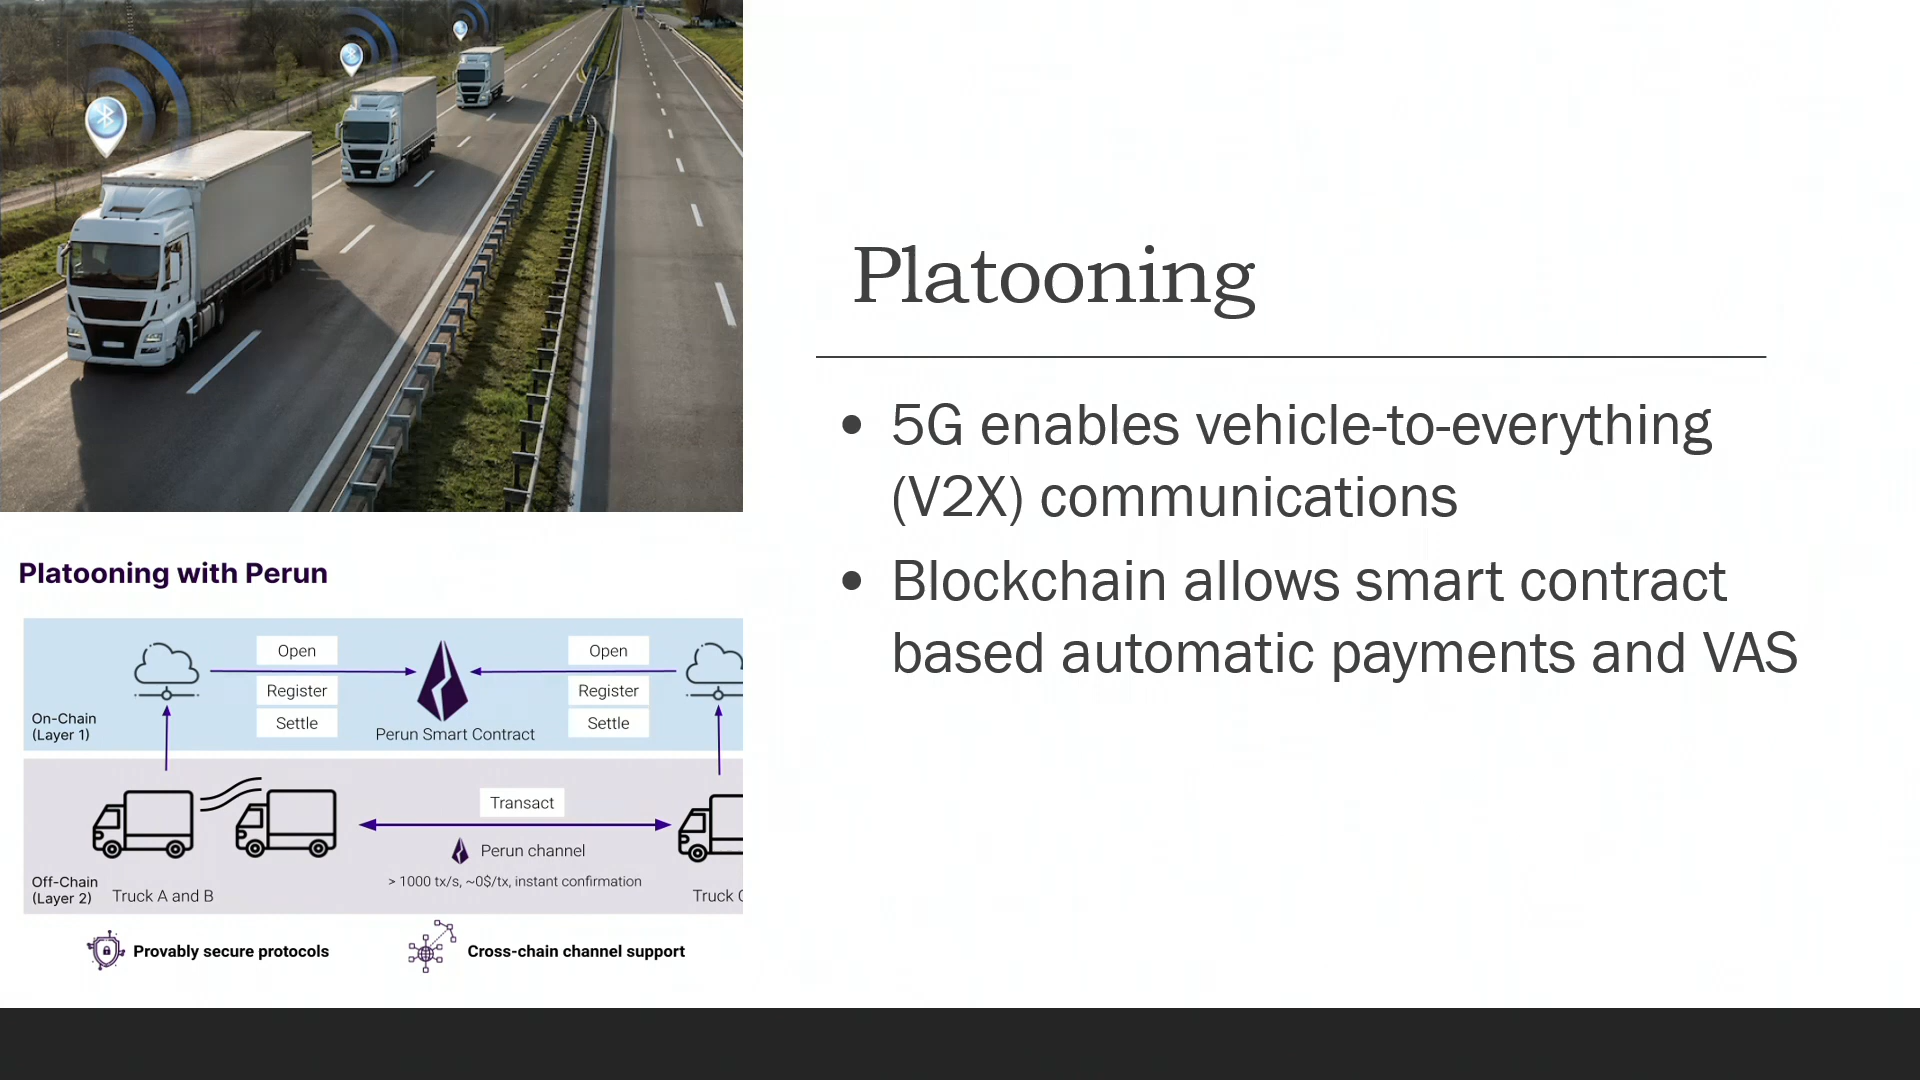 Platooning
• 5G enables vehicle-to-everything
(V2X) communications
• Blockchain allows smart contract
based automatic payments and VAS
Platooning with Perun
Open
Register
Settle
Open
Register
Settle
On-Chain
(Layer 1)
Perun Smart Contract
Transact
Perun channel
> 1000 tx/s, ~0$/tx, instant confirmation
Off-Chain
(Layer 2)
Truck A and B
Truck
Provably secure protocols
Cross-chain channel support